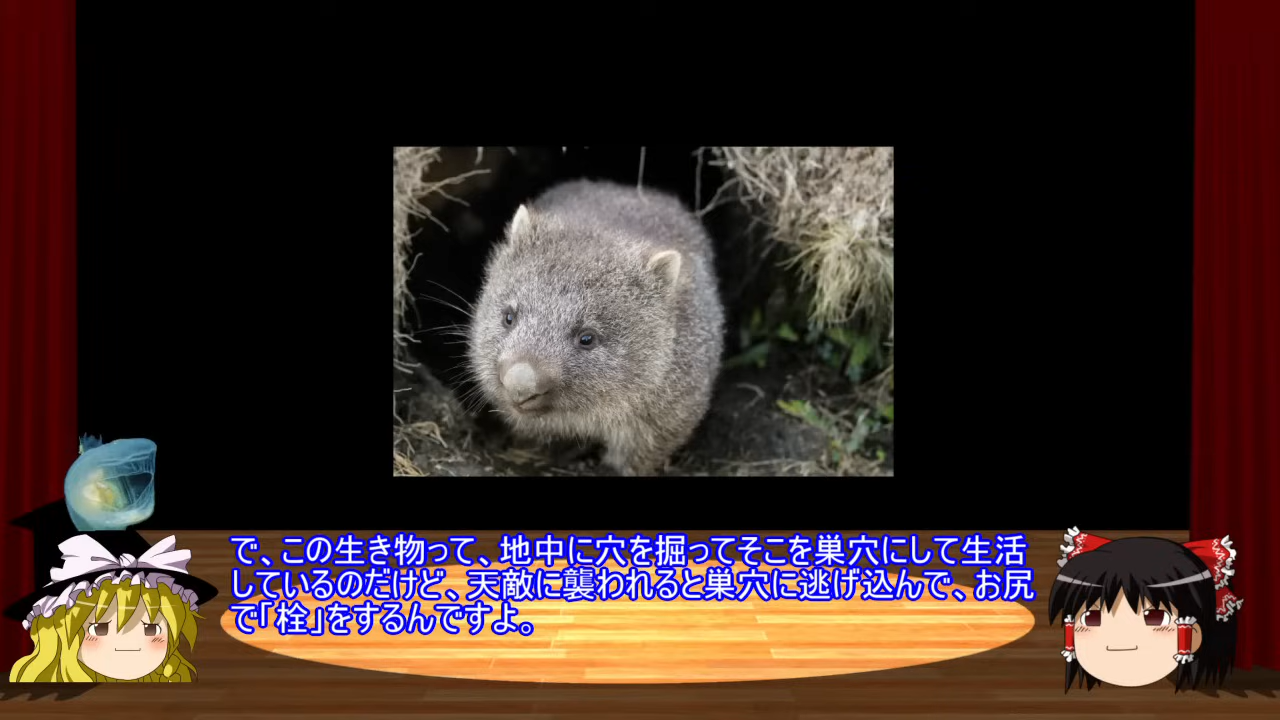 で、この生き物って、地中に穴を掘ってそこを巣穴にして生活
しているのだけど、天敵に襲われると巣穴に逃げ込んで、お尻
で「栓」をするんですよ。